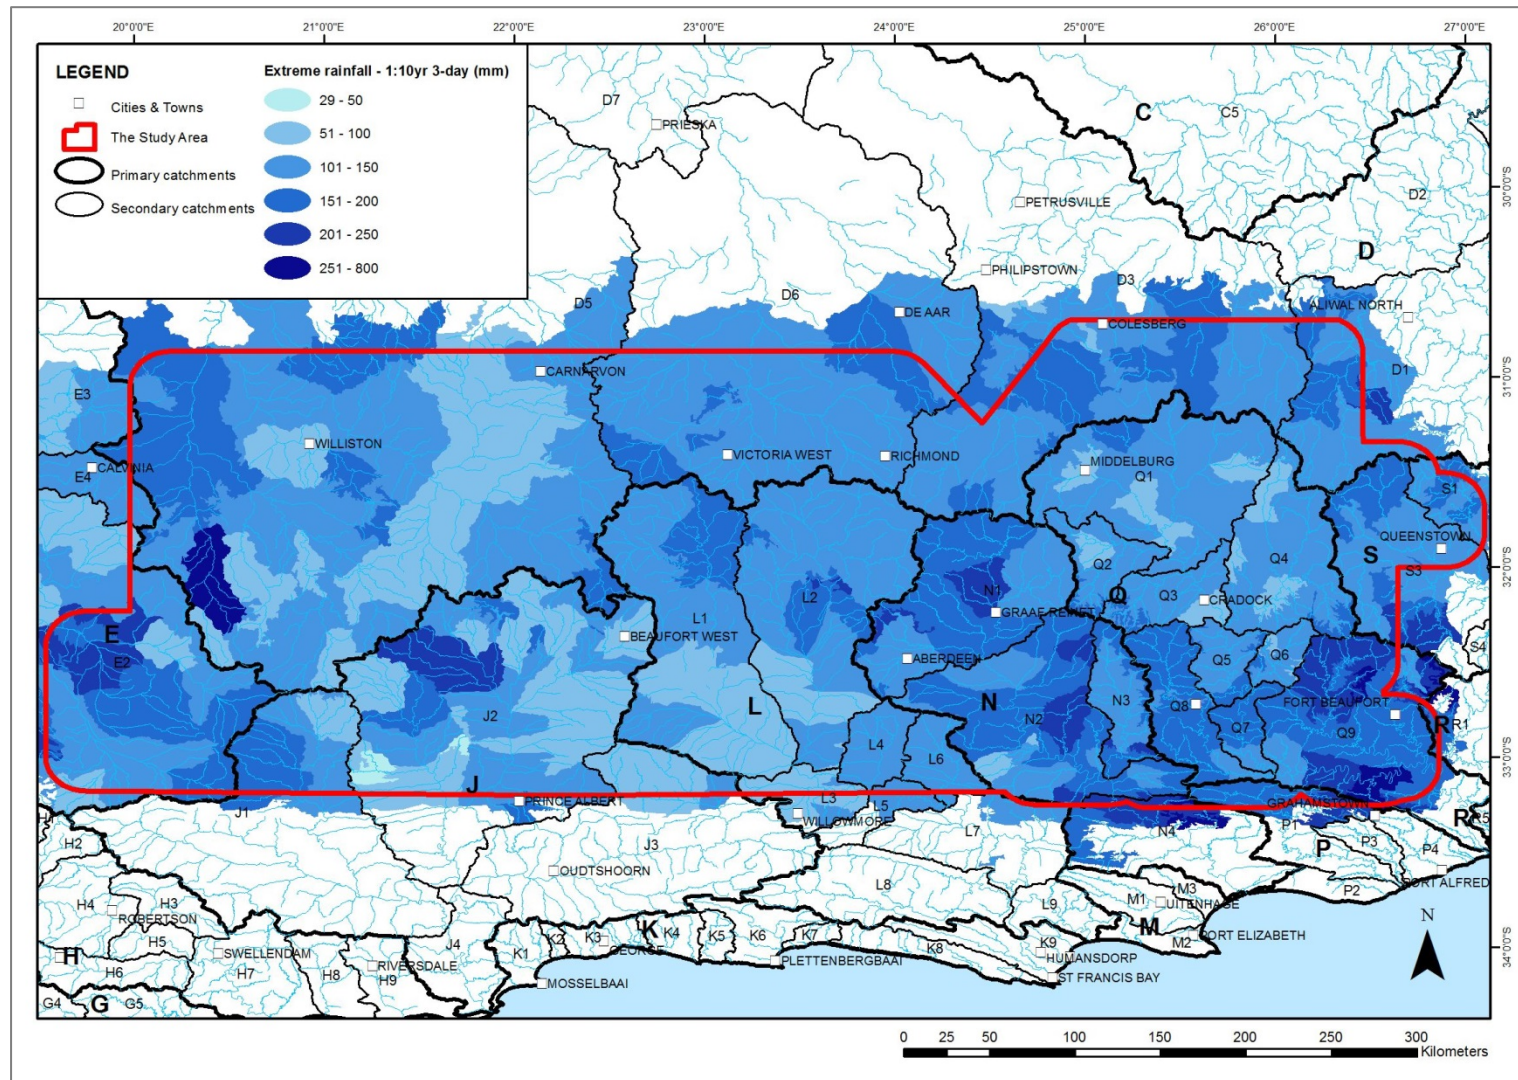 20°0'0"E 21°0'0"E 22°0'0"E 23°0'0"E 24°0'0"E 25°0'0"E 26°0'0"E 27°0'0"E
LEGEND
Cities & Towns
The Study Area
Primary catchments
Secondary catchments
Extreme rainfall - 1:10yr 3-day (mm)
29 - 50
51 - 100
101 - 150
151 - 200
201 - 250
251 - 800
D7
PRIESKA
C
C5
30°0'0"S
D2
PETRUSVILLE
D
PHILIPSTOWN
D3
D5
D6
DE AAR
ALIWAL NORTH
COLESBERG
31°0'0"S
E3
CARNARVON
D1
WILLISTON
VICTORIA WEST
RICHMOND
MIDDELBURG
Q1
CALVINIA
E4
S1
QUEENSTOWN
S
32°0'0"S
Q2
Q4
S3
L2
N1
Q
Q3
CRADOCK
L1
GRAAF REINET
E
BEAUFORT WEST
S4
E2
ABERDEEN
Q5
Q6
J2
L
N
N2
N3
Q8
FORT BEAUFORT
Q7
Q9
R
R1
L4
L6
33°0'0"S
J
PRINCE ALBERT
L3
L5
GRAHAMSTOWN
J1
WILLOWMORE
N4
P1
R
R5
H1
H2
J3
L7
P
P3
P4
OUDTSHOORN
L8
P2
PORT ALFRED
H4
H3
ROBERTSON
M1
M3
UITENHAGE
L9
H5
K
M
H
SWELLENDAM
J4
K1
K2
K3
K4
K5
K6
K7
K8
K9
M2
PORT ELIZABETH
GEORGE
N
34°0'0"S
H6
H7
H8
RIVERSDALE
H9
PLETTENBERGBAAI
HUMANSDORP
ST FRANCIS BAY
MOSSELBAAI
G4
G
G5
0 25 50 100 150 200 250 300
Kilometers